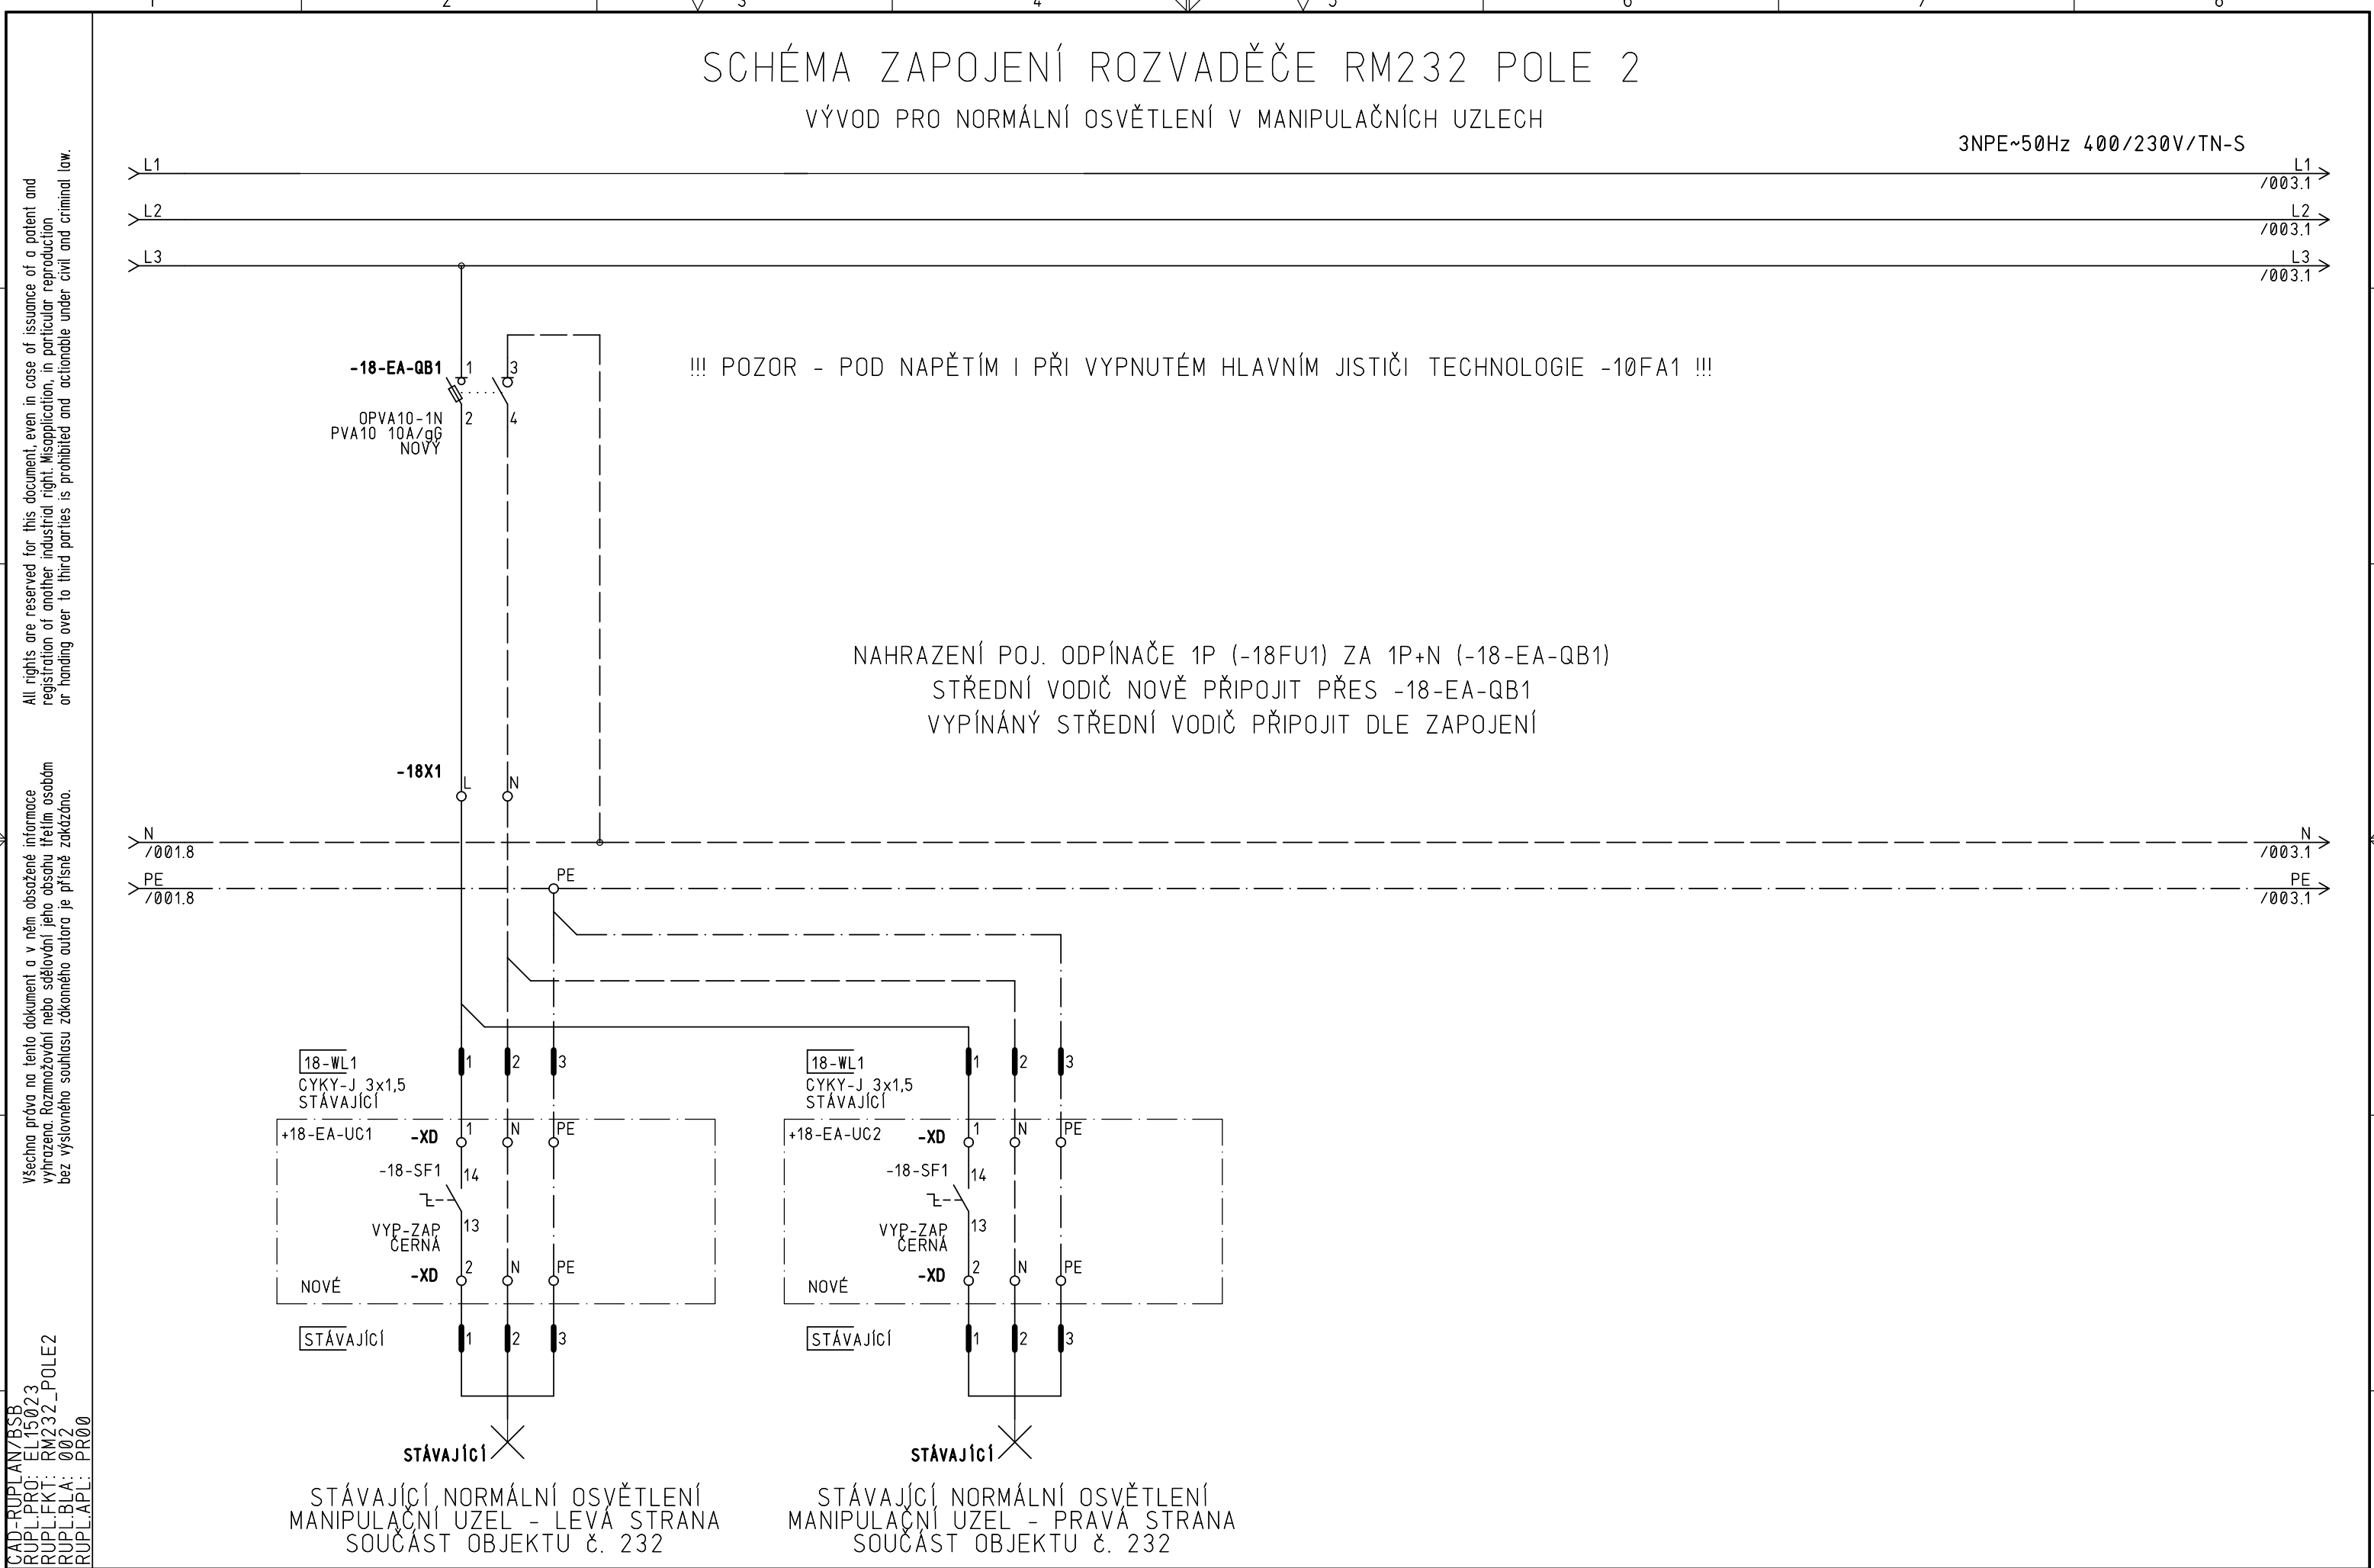 1 2 3 4 5 6 7 8
SCHÉMA ZAPOJENÍ ROZVADĚČE RM232 POLE 2
VÝVOD PRO NORMÁLNÍ OSVĚTLENÍ V MANIPULAČNÍCH UZLECH
3NPE~50Hz 400/230V/TN-S
L1
L1
/003.1
L2
L2
/003.1
L3
L3
/003.1
-18-EA-QB1
1
3
!!! POZOR - POD NAPĚTÍM I PŘI VYPNUTÉM HLAVNÍM JISTIČI TECHNOLOGIE -10FA1 !!!
OPVA10-1N
2
4
PVA10 10A/gG
NOVÝ
NAHRAZENÍ POJ. ODPÍNAČE 1P (-18FU1) ZA 1P+N (-18-EA-QB1)
STŘEDNÍ VODIČ NOVĚ PŘIPOJIT PŘES -18-EA-QB1
VYPÍNÁNÝ STŘEDNÍ VODIČ PŘIPOJIT DLE ZAPOJENÍ
-18X1
L
N
N
/001.8
N
/003.1
PE
/001.8
PE
PE
/003.1
18-WL1
1
2
3
CYKY-J 3x1,5
STÁVAJÍCÍ
+18-EA-UC1
-XD
1
N
PE
-18-SF1
14
13
VYP-ZAP
ČERNÁ
-XD
2
N
PE
NOVÉ
STÁVAJÍCÍ
1
2
3
STÁVAJÍCÍ
STÁVAJÍCÍ NORMÁLNÍ OSVĚTLENÍ
MANIPULAČNÍ UZEL - LEVÁ STRANA
SOUČÁST OBJEKTU č. 232
18-WL1
1
2
3
CYKY-J 3x1,5
STÁVAJÍCÍ
+18-EA-UC2
-XD
1
N
PE
-18-SF1
14
13
VYP-ZAP
ČERNÁ
-XD
2
N
PE
NOVÉ
STÁVAJÍCÍ
1
2
3
STÁVAJÍCÍ
STÁVAJÍCÍ NORMÁLNÍ OSVĚTLENÍ
MANIPULAČNÍ UZEL - PRAVÁ STRANA
SOUČÁST OBJEKTU č. 232
All rights are reserved for this document, even in case of issuance of a patent and
registration of another industrial right. Misapplication, in particular reproduction
or handing over to third parties is prohibited and actionable under civil and criminal law.
Všechna práva na tento dokument a v něm obsažené informace
vyhrazena. Rozmnožování nebo sdělování jeho obsahu třetím osobám
bez výslovného souhlasu zákonného autora je přísně zakázáno.
CAD-RUPLAN/BSB
RUPL.PRO: EL15023
RUPL.FKT: RM232_POLE2
RUPL.BLA: 002
RUPL.APL: PR00